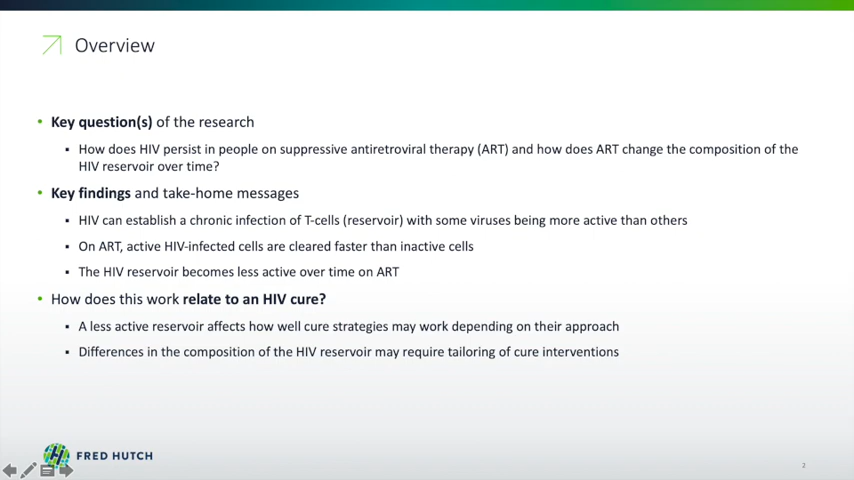 Overview
• Key question(s) of the research
▪ How does HIV persist in people on suppressive antiretroviral therapy (ART) and how does ART change the composition of the
HIV reservoir over time?
• Key findings and take-home messages
▪ HIV can establish a chronic infection of T-cells (reservoir) with some viruses being more active than others
▪ On ART, active HIV-infected cells are cleared faster than inactive cells
▪ The HIV reservoir becomes less active over time on ART
• How does this work relate to an HIV cure?
▪ A less active reservoir affects how well cure strategies may work depending on their approach
▪ Differences in the composition of the HIV reservoir may require tailoring of cure interventions
FRED HUTCH
2